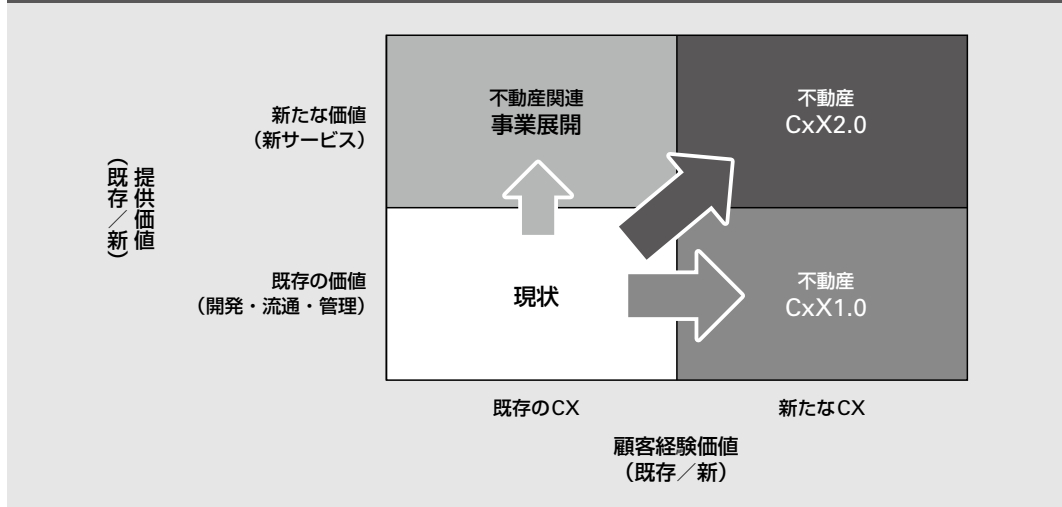 提供価値
（既存／新）
新たな価値
（新サービス）
不動産関連
事業展開
不動産
CxX2.0
既存の価値
（開発・流通・管理）
現状
不動産
CxX1.0
既存のCX
新たなCX
顧客経験価値
（既存／新）